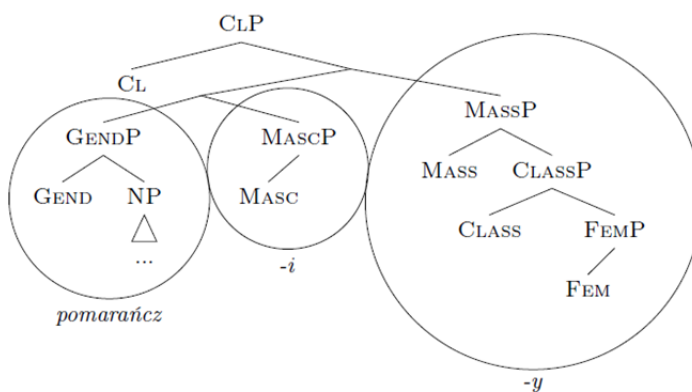 CLP
CL
GENDP MASCP MASSP
GEND NP MASC MASS CLASSP
... CLASS FEMP
-i FEM
pomarańcz
-y